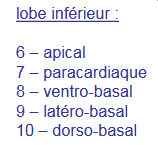 lobe inférieur :
6 – apical
7 – paracardiaque
8 – ventro-basal
9 – latéro-basal
10 – dorso-basal